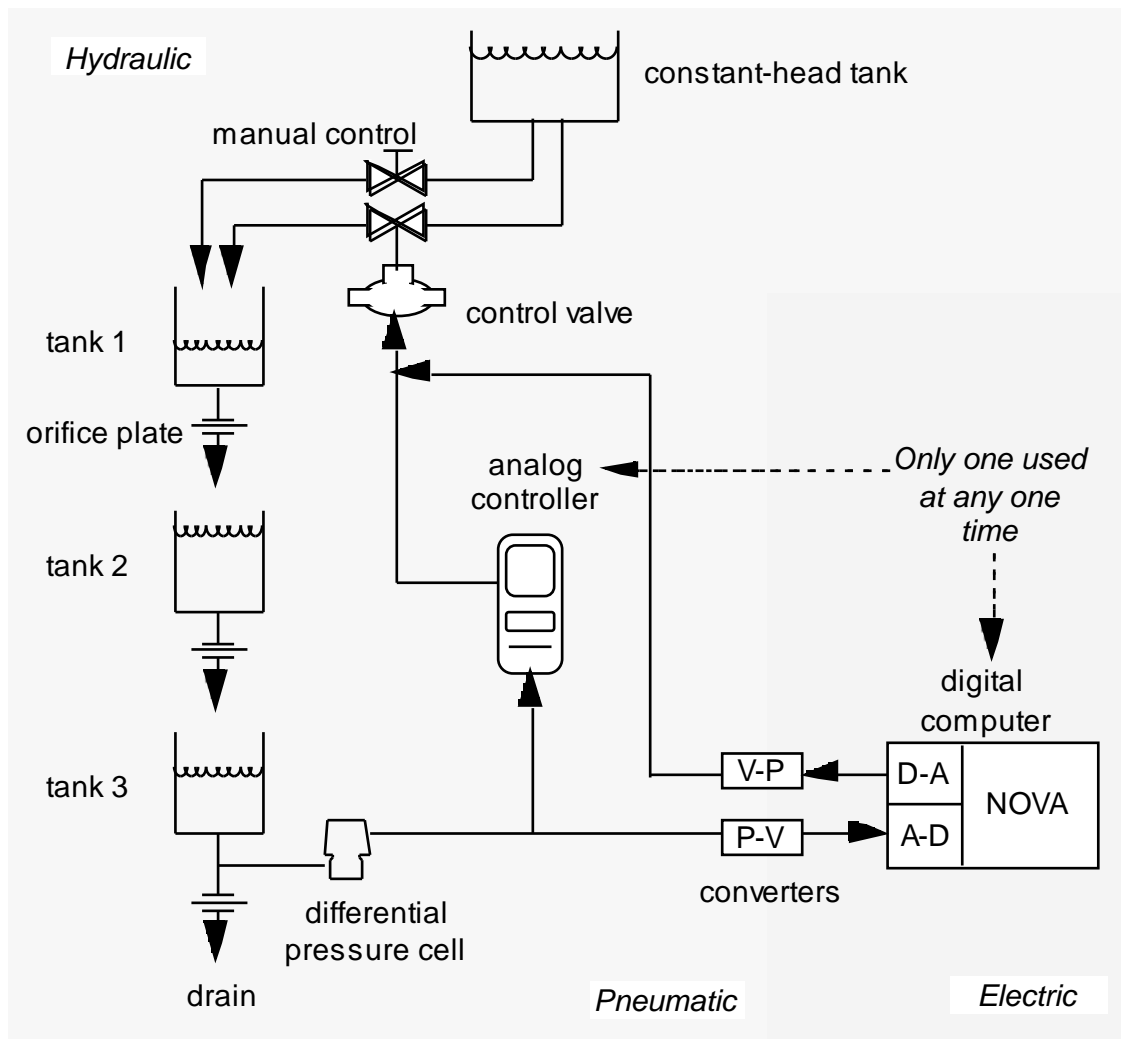 Hydraulic
constant-head tank
manual control
control valve
tank 1
orifice plate
analog
controller
Only one used
at any one
time
tank 2
digital
computer
tank 3
V-P
D-A
NOVA
P-V
A-D
converters
differential
pressure cell
drain
Pneumatic
Electric